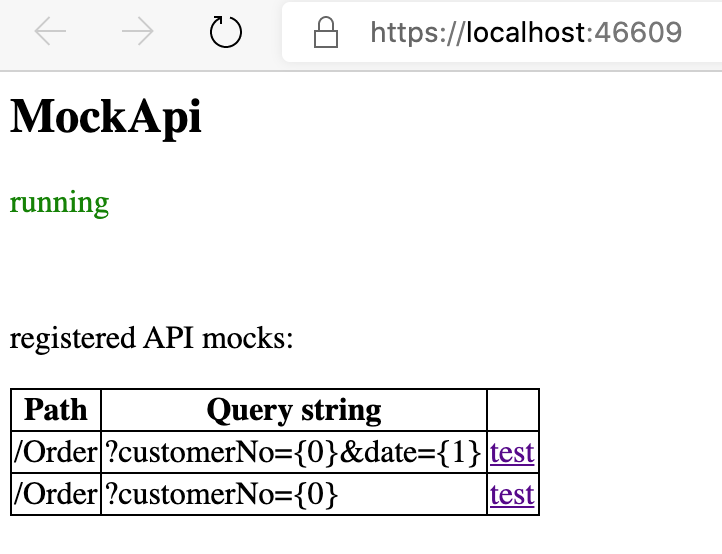 https://localhost:46609
MockApi
running
registered API mocks:
Path Query string
/Order ?customerNo={0}&date={1} test
/Order ?customerNo={0} test